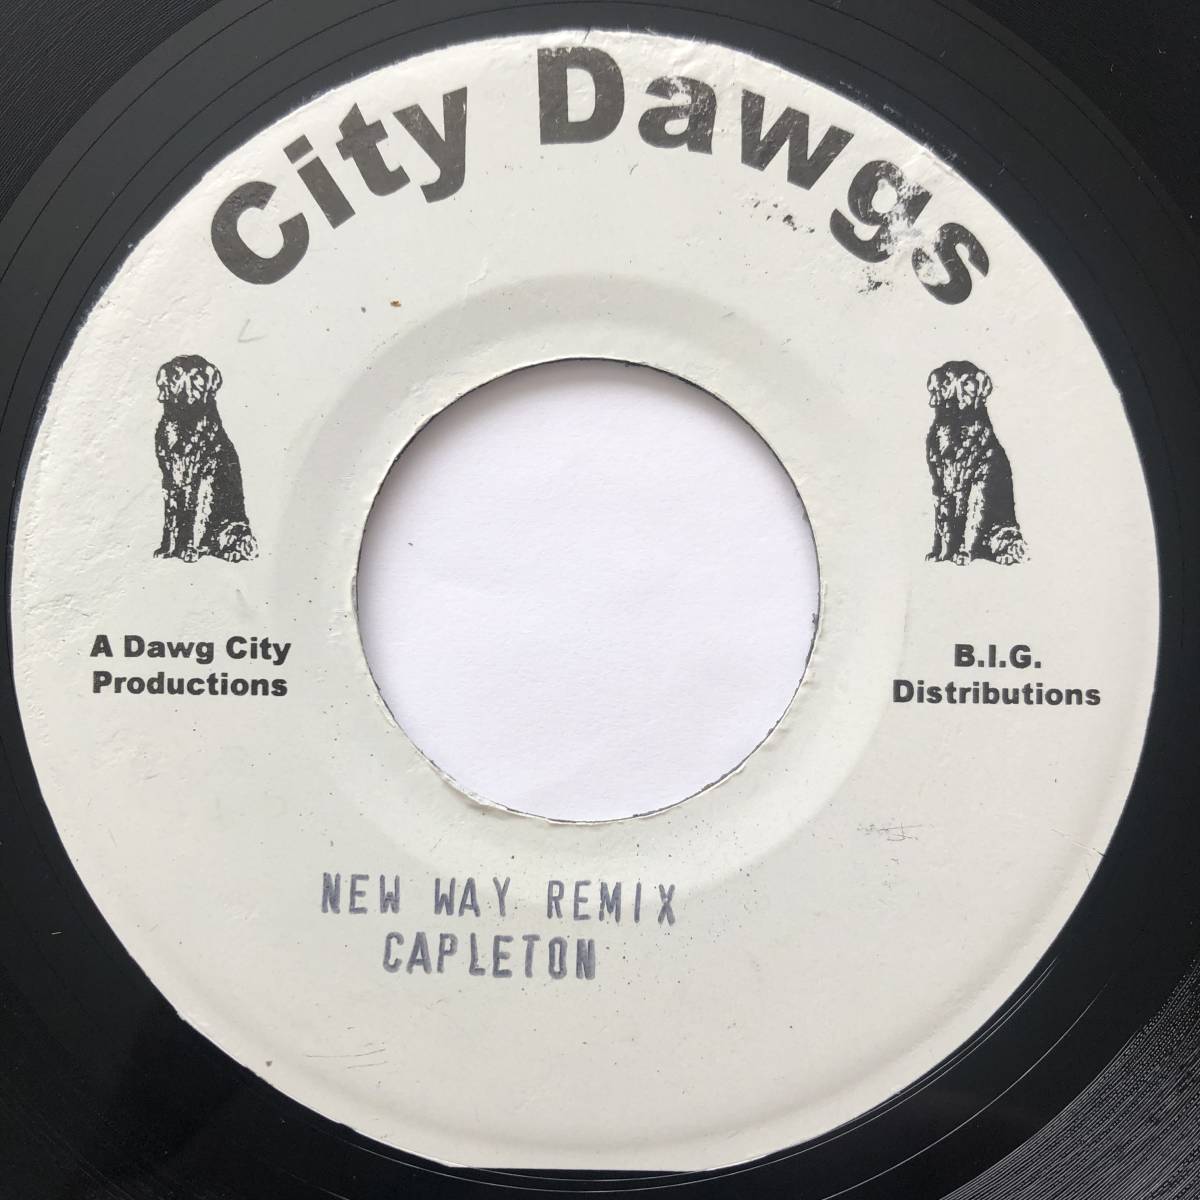 City Dawgs
A Dawg City
Productions
B.I.G.
Distributions
NEW WAY REMIX
CAPLETON